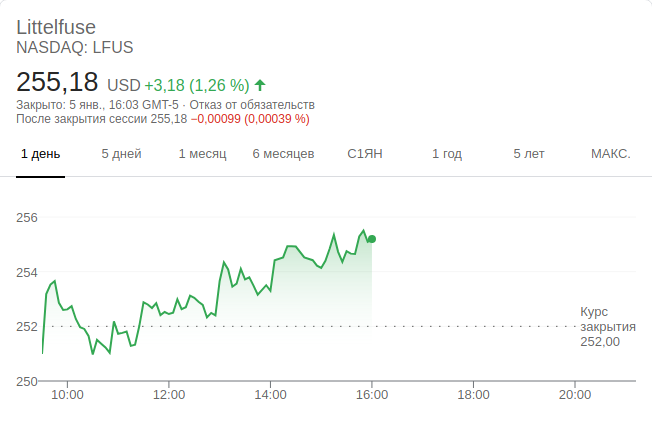 Littelfuse
NASDAQ: LFUS
255,18 USD +3,18 (1,26 %)
Закрыто: 5 янв., 16:03 GMT-5 · Отказ от обязательств
После закрытия сессии 255,18 −0,00099 (0,00039 %)
1 день 5 дней 1 месяц 6 месяцев С1ЯН 1 год 5 лет МАКС.
256
254
252
250
Курс
закрытия
252,00
10:00 12:00 14:00 16:00 18:00 20:00